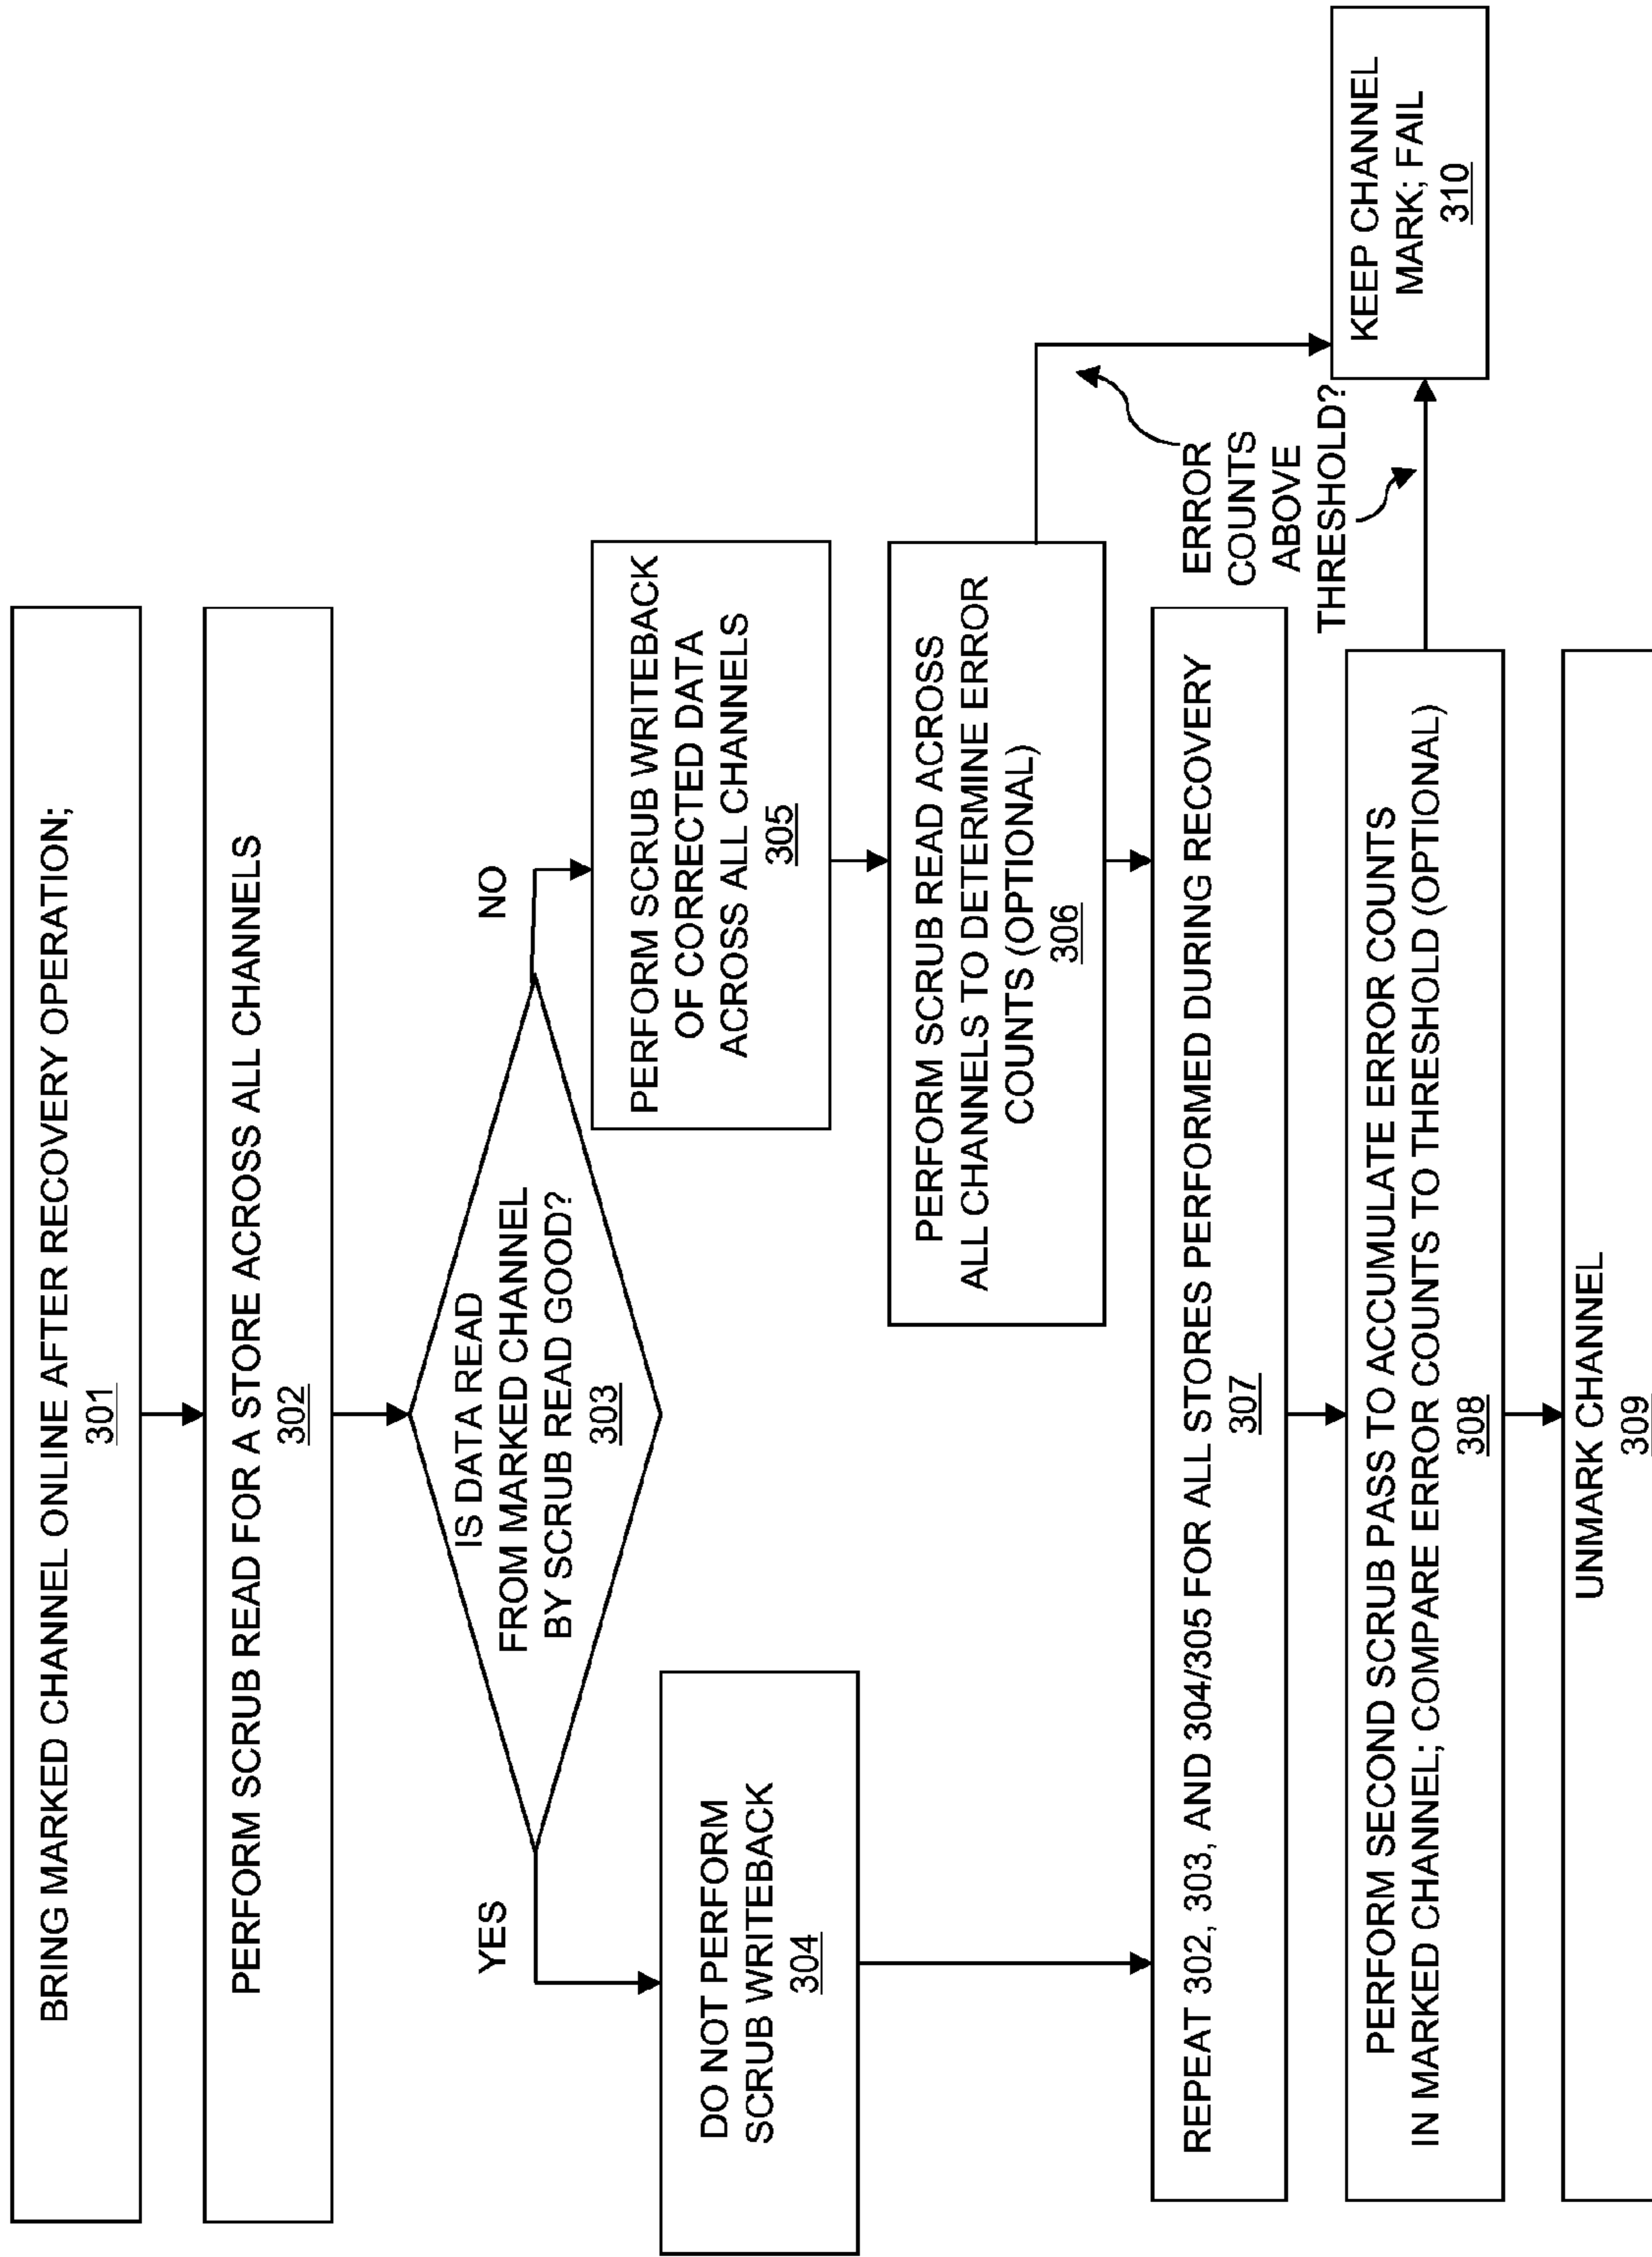 BRING MARKED CHANNEL ONLINE AFTER RECOVERY OPERATION;
301
PERFORM SCRUB READ FOR A STORE ACROSS ALL CHANNELS
302
IS DATA READ
FROM MARKED CHANNEL
BY SCRUB READ GOOD?
303
YES
NO
DO NOT PERFORM
SCRUB WRITEBACK
304
PERFORM SCRUB WRITEBACK
OF CORRECTED DATA
ACROSS ALL CHANNELS
305
PERFORM SCRUB READ ACROSS
ALL CHANNELS TO DETERMINE ERROR
COUNTS (OPTIONAL)
306
ERROR
COUNTS
ABOVE
THRESHOLD?
REPEAT 302, 303, AND 304/305 FOR ALL STORES PERFORMED DURING RECOVERY
307
PERFORM SECOND SCRUB PASS TO ACCUMULATE ERROR COUNTS
IN MARKED CHANNEL; COMPARE ERROR COUNTS TO THRESHOLD (OPTIONAL)
308
KEEP CHANNEL
MARK; FAIL
310
UNMARK CHANNEL
309